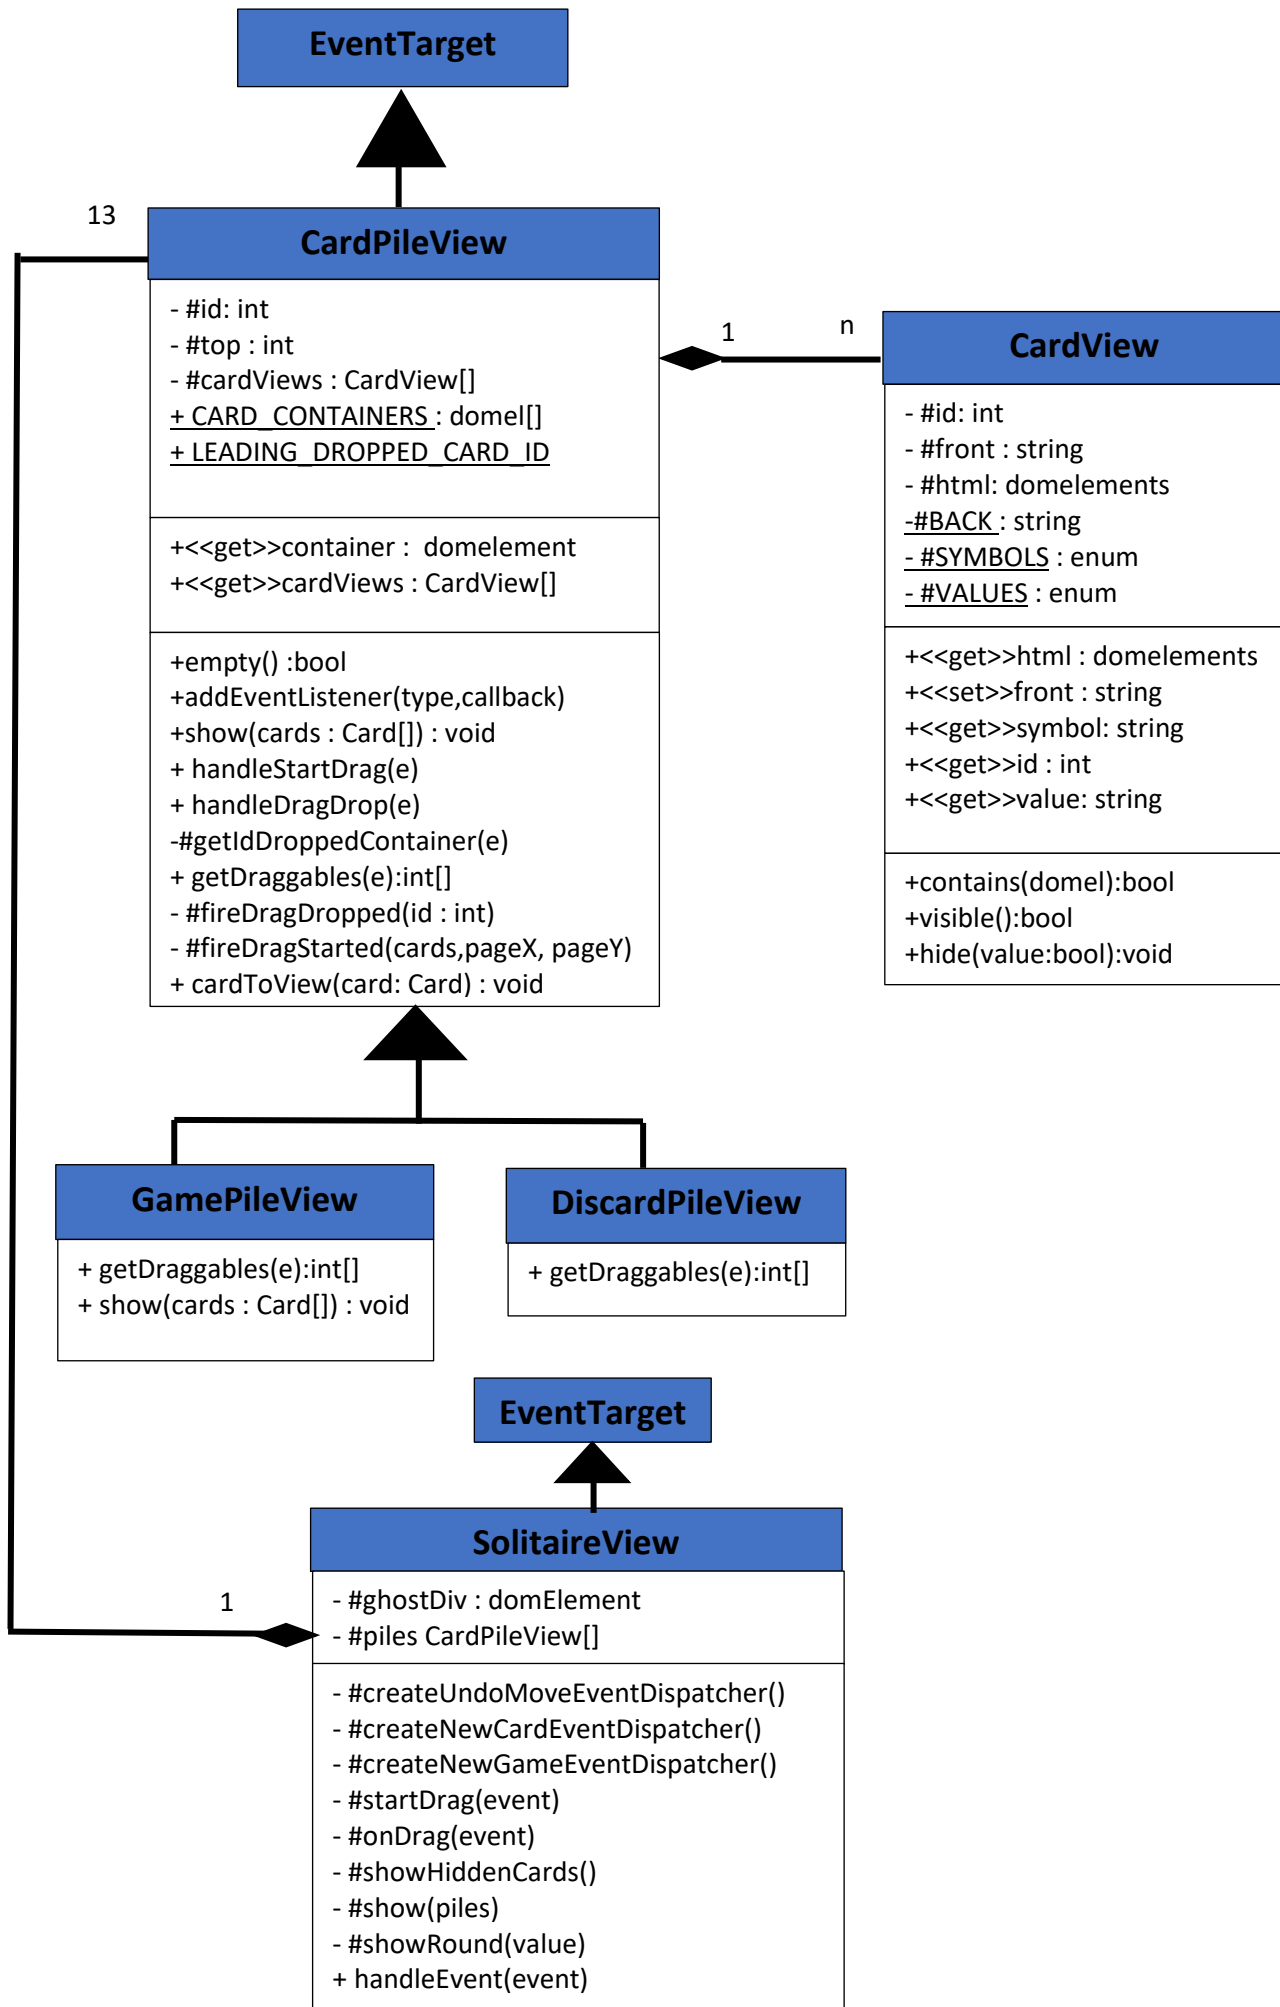 EventTarget
13
CardPileView
- #id: int
- #top : int
- #cardViews : CardView[]
+ CARD_CONTAINERS : domel[]
+ LEADING_DROPPED_CARD_ID
+<<get>>container :  domelement
+<<get>>cardViews : CardView[]
+empty() :bool
+addEventListener(type,callback)
+show(cards : Card[]) : void
+ handleStartDrag(e)
+ handleDragDrop(e)
-#getIdDroppedContainer(e)
+ getDraggables(e):int[]
- #fireDragDropped(id : int)
- #fireDragStarted(cards,pageX, pageY)
+ cardToView(card: Card) : void
1
n
CardView
- #id: int
- #front : string
- #html: domelements
-#BACK : string
- #SYMBOLS : enum
- #VALUES : enum
+<<get>>html : domelements
+<<set>>front : string
+<<get>>symbol: string
+<<get>>id : int
+<<get>>value: string
+contains(domel):bool
+visible():bool
+hide(value:bool):void
GamePileView
+ getDraggables(e):int[]
+ show(cards : Card[]) : void
DiscardPileView
+ getDraggables(e):int[]
EventTarget
SolitaireView
1
- #ghostDiv : domElement
- #piles CardPileView[]
- #createUndoMoveEventDispatcher()
- #createNewCardEventDispatcher()
- #createNewGameEventDispatcher()
- #startDrag(event)
- #onDrag(event)
- #showHiddenCards()
- #show(piles)
- #showRound(value)
+ handleEvent(event)